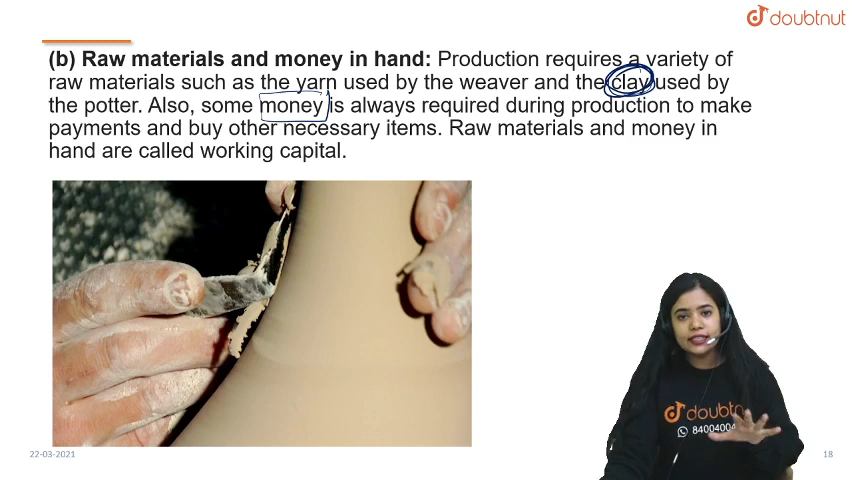 doubtnut
(b) Raw materials and money in hand: Production requires a variety of
raw materials such as the yarn used by the weaver and the clay used by
the potter. Also, some money is always required during production to make
payments and buy other necessary items. Raw materials and money in
hand are called working capital.
doubtn
84004004
22-03-2021
18